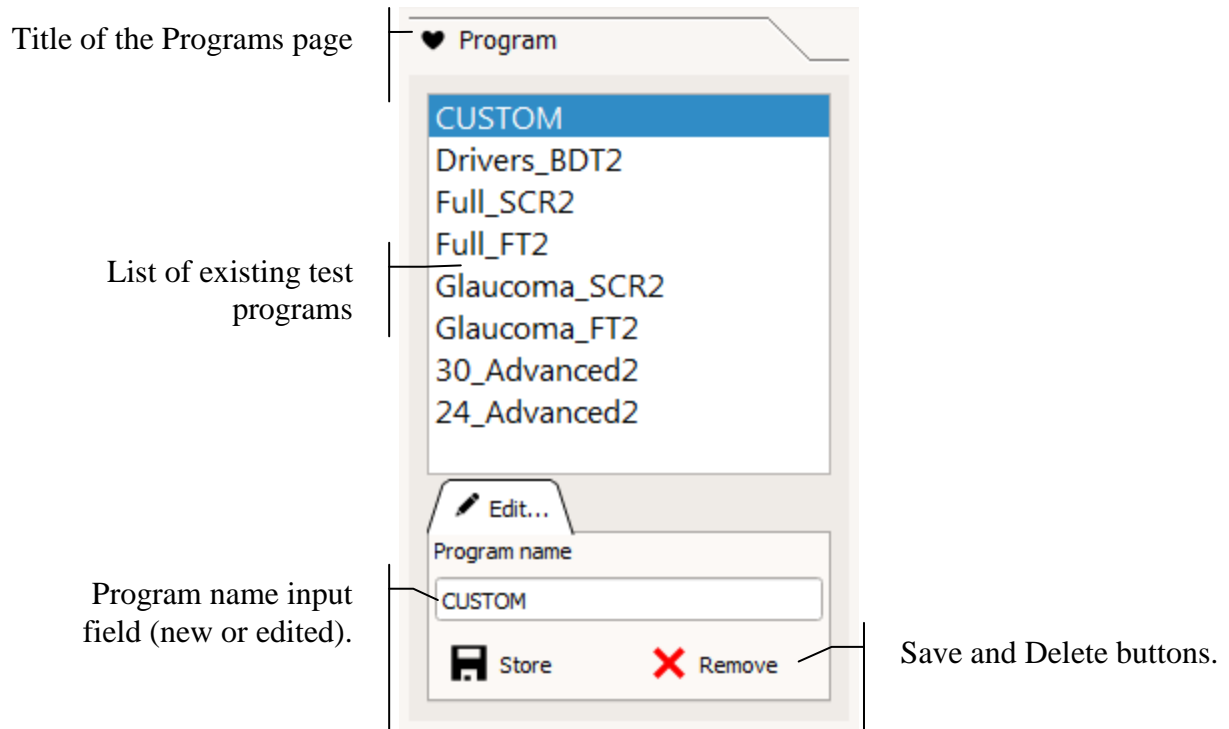 Title of the Programs page
Program
CUSTOM
Drivers_BDT2
Full_SCR2
Full_FT2
Glaucoma_SCR2
Glaucoma_FT2
30_Advanced2
24_Advanced2
List of existing test
programs
Edit...
Program name
CUSTOM
Program name input
field (new or edited).
Store
Remove
Save and Delete buttons.